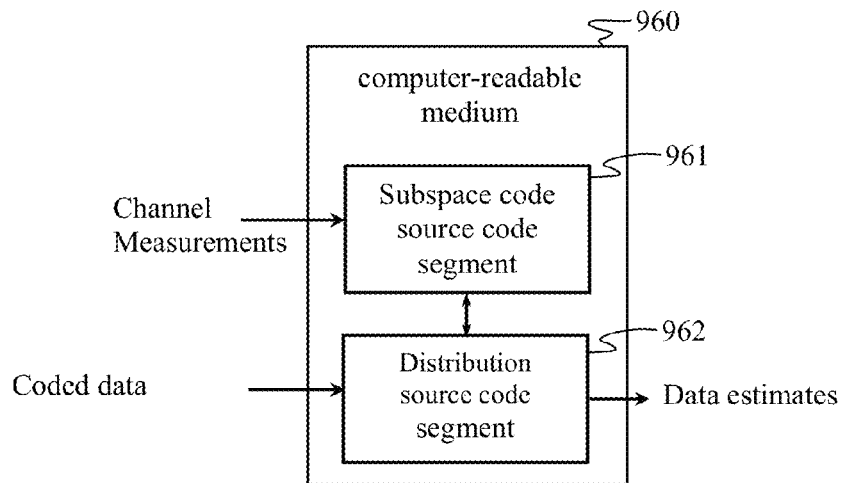 960
computer-readable
medium
961
Subspace code
source code
segment
Channel
Measurements
962
Distribution
source code
segment
Coded data
Data estimates